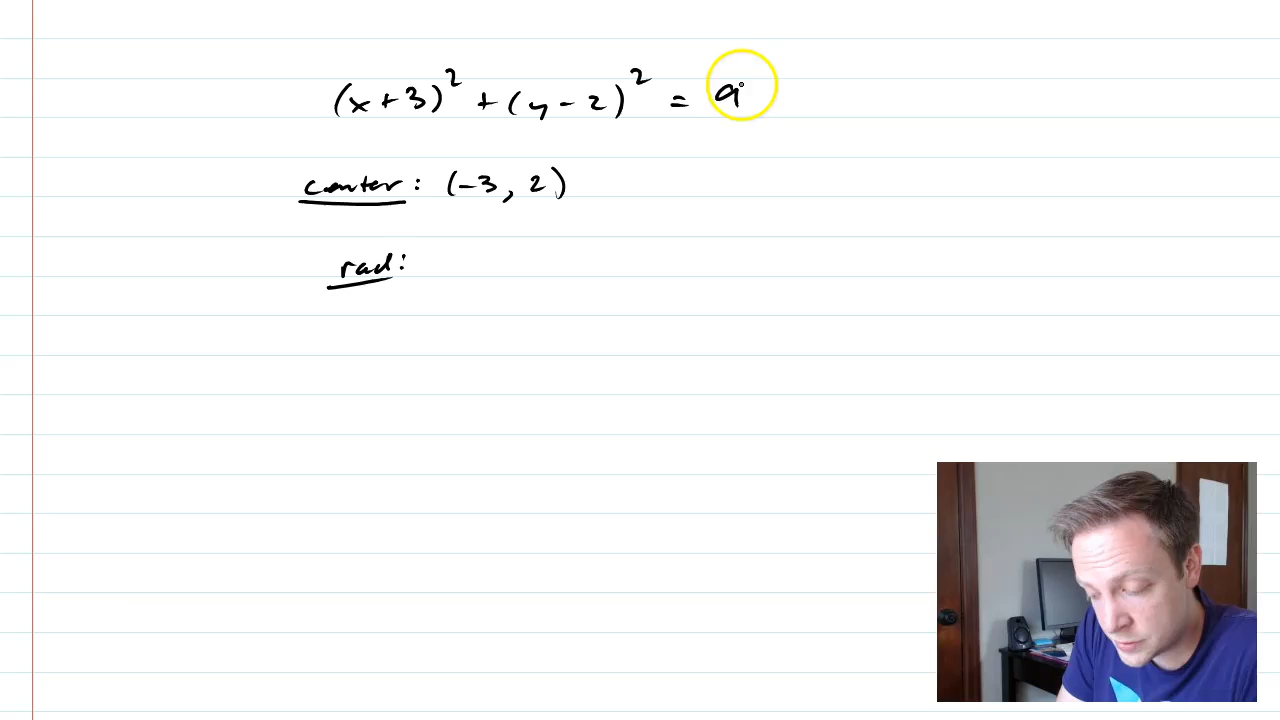 (x+3)² + (y-2)² = 9
center: (-3, 2)
rad: